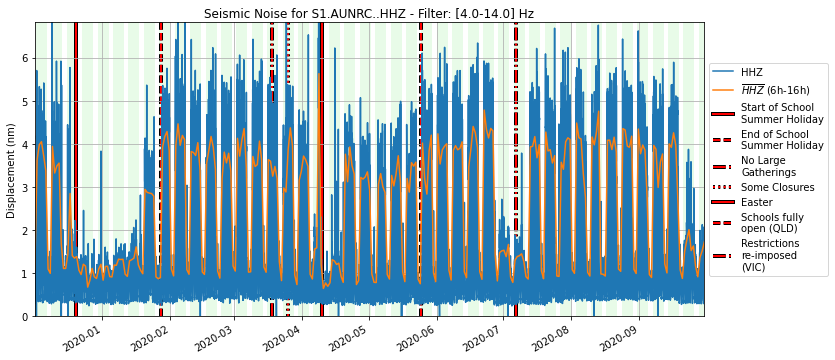 Seismic Noise for S1.AUNRC..HHZ - Filter: [4.0-14.0] Hz
Displacement (nm)
6
5
4
3
2
1
0
2020-01
2020-02
2020-03
2020-04
2020-05
2020-06
2020-07
2020-08
2020-09
HHZ
HHZ (6h-16h)
Start of School
Summer Holiday
End of School
Summer Holiday
No Large
Gatherings
Some Closures
Easter
Schools fully
open (QLD)
Restrictions
re-imposed
(VIC)